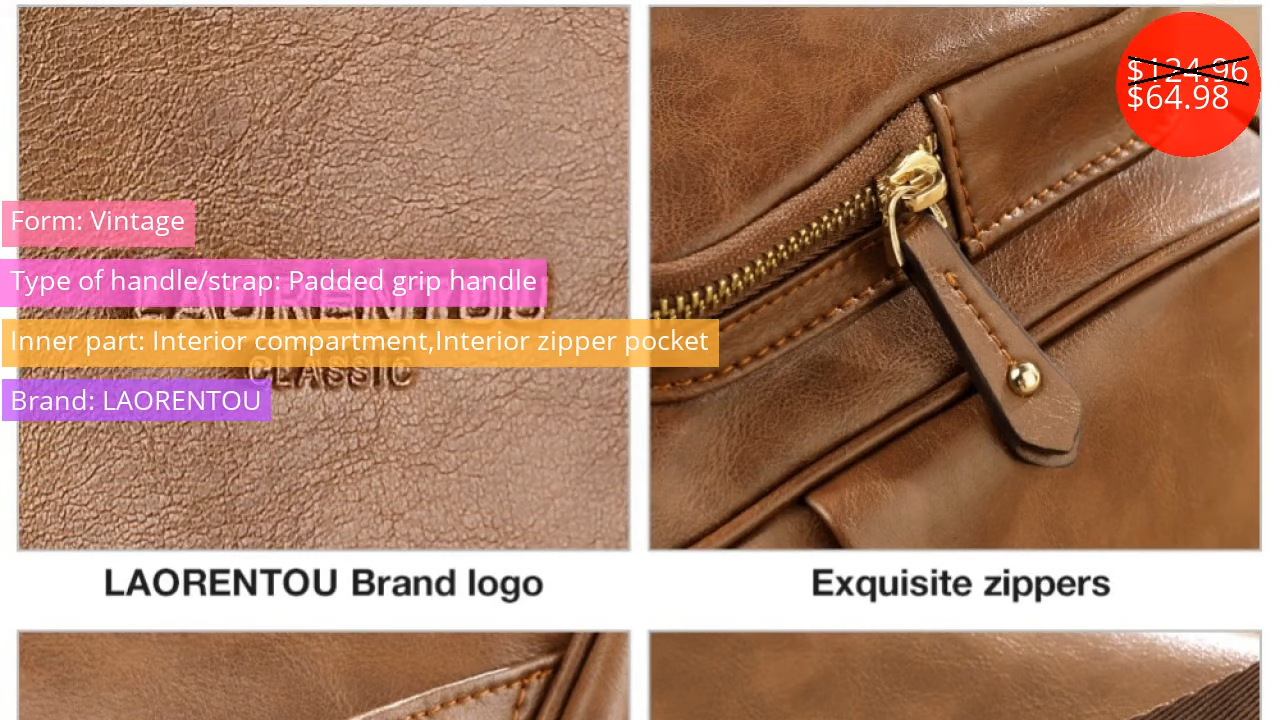 $124.96
$64.98
Form: Vintage
Type of handle/strap: Padded grip handle
LAORENTOU
Inner part: Interior compartment,Interior zipper pocket
CLASSIC
Brand: LAORENTOU
LAORENTOU Brand logo
Exquisite zippers